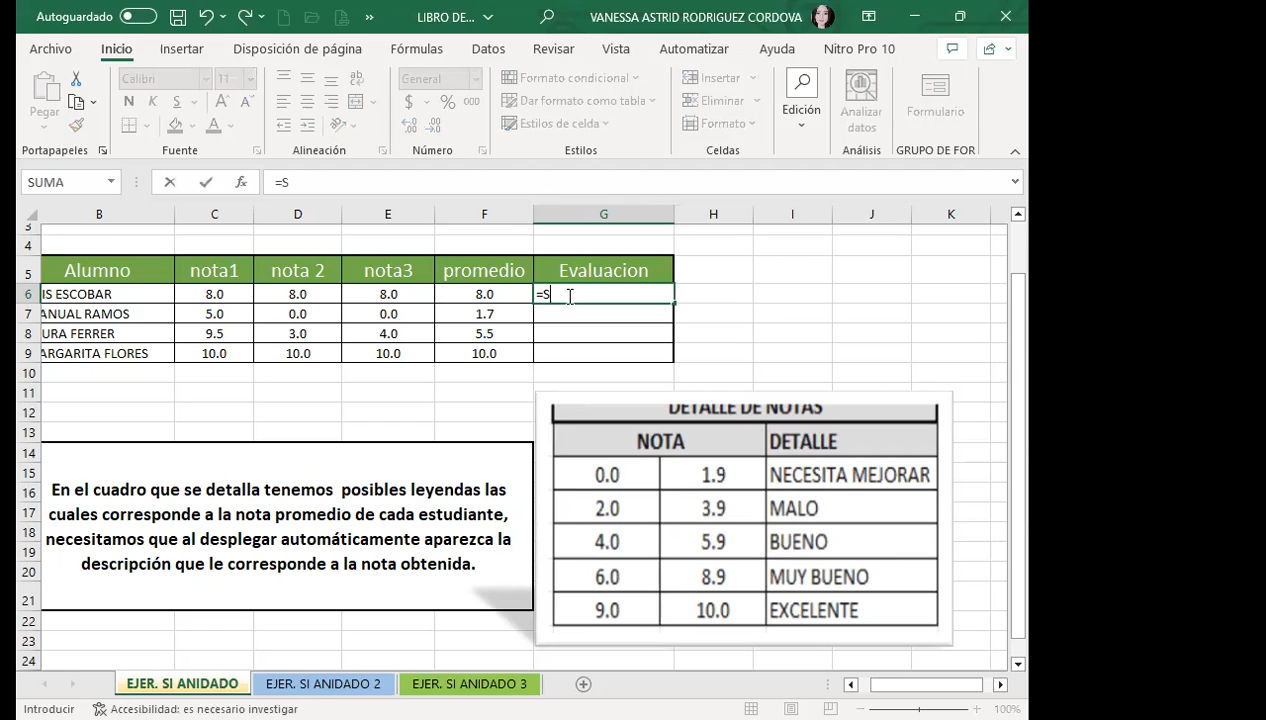 Autoguardado LIBRO DE... VANESSA ASTRID RODRIGUEZ CORDOVA
Archivo Inicio Insertar Disposición de página Fórmulas Datos Revisar Vista Automatizar Ayuda Nitro Pro 10
Pegar
Portapapeles
Calibri 11
N K S
Fuente
ab
Alineación
General
$ % 000
Número
Formato condicional
Dar formato como tabla
Estilos de celda
Estilos
Insertar
Eliminar
Formato
Celdas
Edición
Analizar
datos
Análisis
Formulario
GRUPO DE FOR
SUMA fx =S
B C D E F G H I J K
3
4
5 Alumno nota1 nota 2 nota3 promedio Evaluacion
6 IS ESCOBAR 8.0 8.0 8.0 8.0 =S
7 ANUAL RAMOS 5.0 0.0 0.0 1.7
8 URA FERRER 9.5 3.0 4.0 5.5
9 ARGARITA FLORES 10.0 10.0 10.0 10.0
10
11
12
13
14
15
16
17
18
19
20
21
22
23
24
En el cuadro que se detalla tenemos posibles leyendas las
cuales corresponde a la nota promedio de cada estudiante,
necesitamos que al desplegar automáticamente aparezca la
descripción que le corresponde a la nota obtenida.
DETALLE DE NOTAS
NOTA DETALLE
0.0 1.9 NECESITA MEJORAR
2.0 3.9 MALO
4.0 5.9 BUENO
6.0 8.9 MUY BUENO
9.0 10.0 EXCELENTE
EJER. SI ANIDADO EJER. SI ANIDADO 2 EJER. SI ANIDADO 3
Introducir Accesibilidad: es necesario investigar 100%